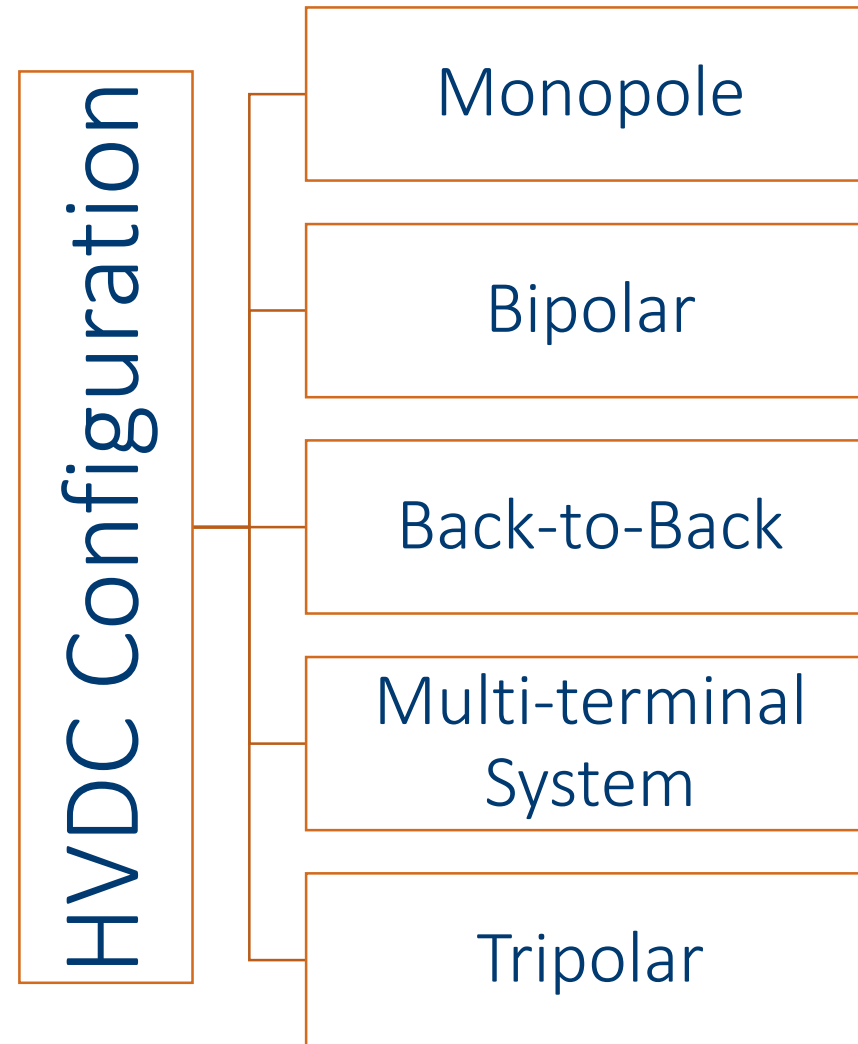 HVDC Configuration
Monopole
Bipolar
Back-to-Back
Multi-terminal
System
Tripolar